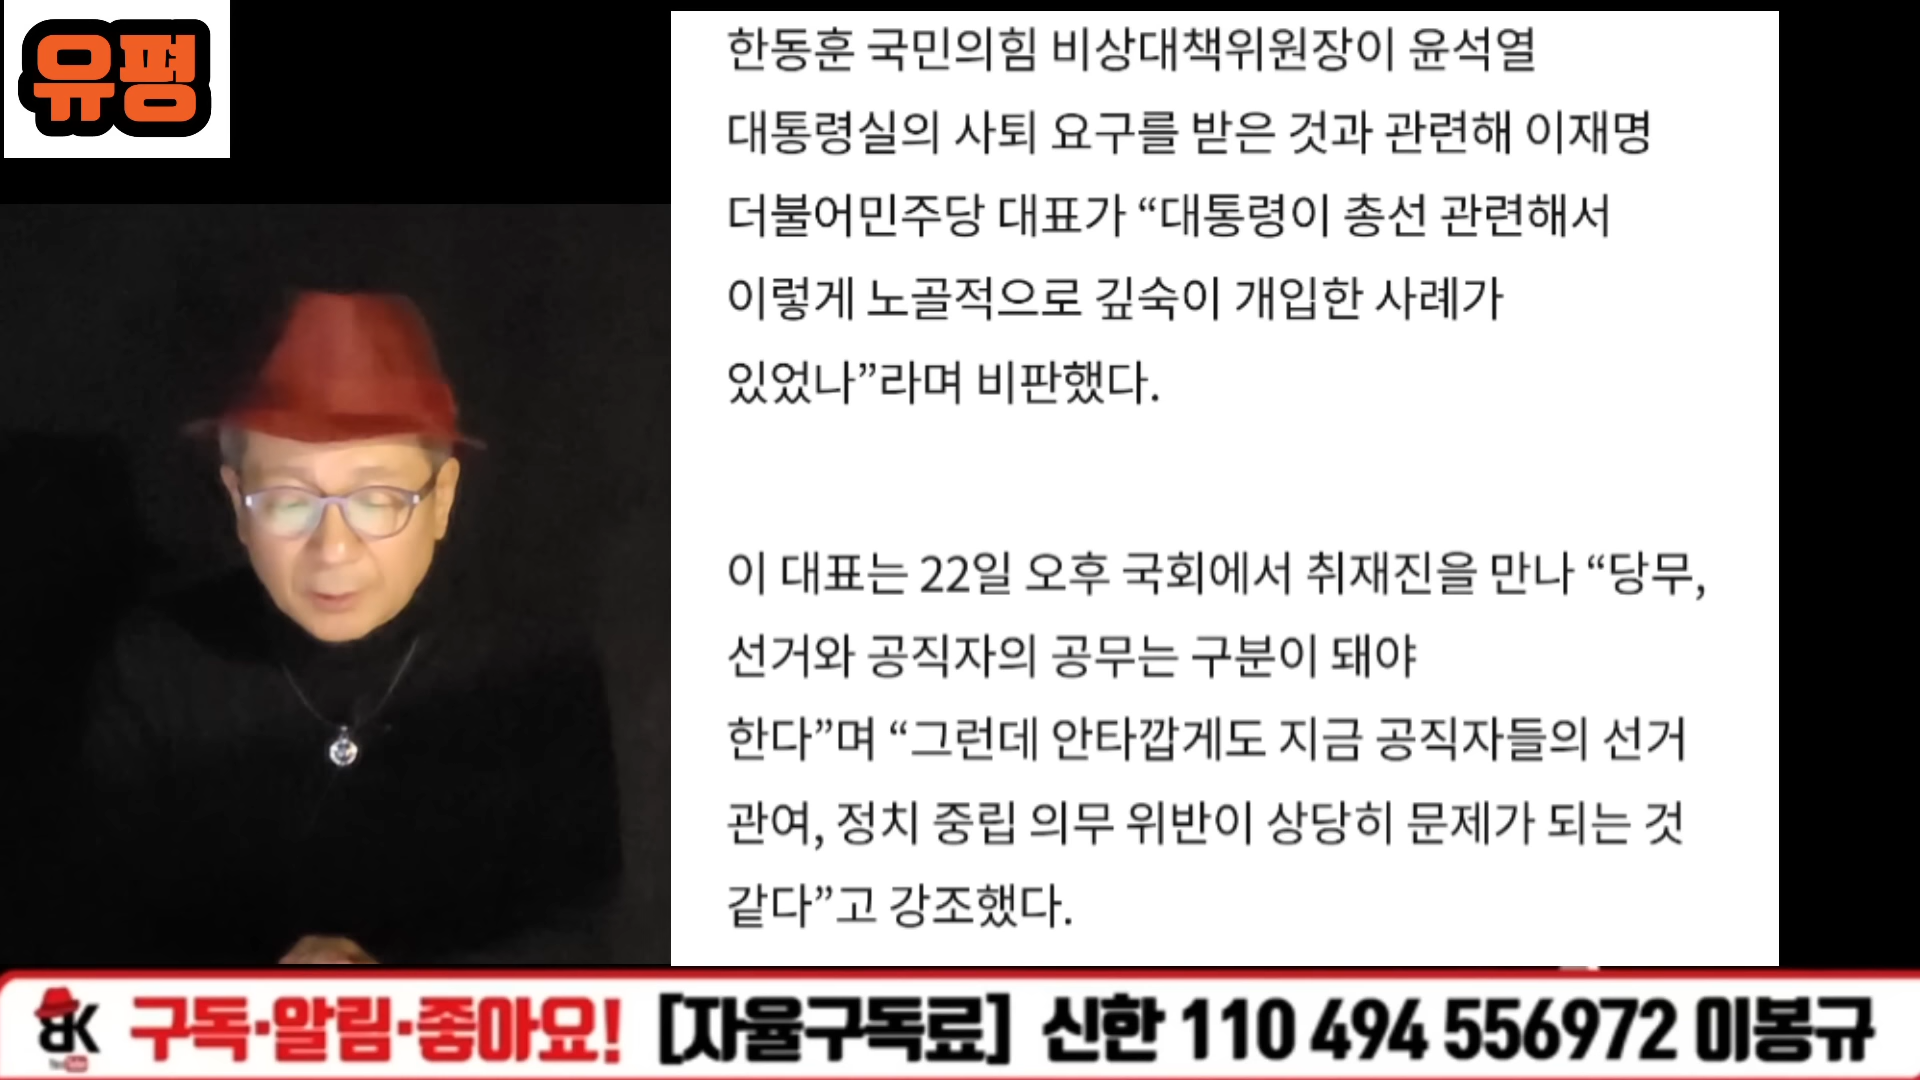 유평
한동훈 국민의힘 비상대책위원장이 윤석열
대통령실의 사퇴 요구를 받은 것과 관련해 이재명
더불어민주당 대표가 “대통령이 총선 관련해서
이렇게 노골적으로 깊숙이 개입한 사례가
있었나”라며 비판했다.
이 대표는 22일 오후 국회에서 취재진을 만나 “당무,
선거와 공직자의 공무는 구분이 돼야
한다”며 “그런데 안타깝게도 지금 공직자들의 선거
관여, 정치 중립 의무 위반이 상당히 문제가 되는 것
같다”고 강조했다.
BK 구독·알림·좋아요! [자율구독료] 신한 110 494 556972 이봉규
YouTube